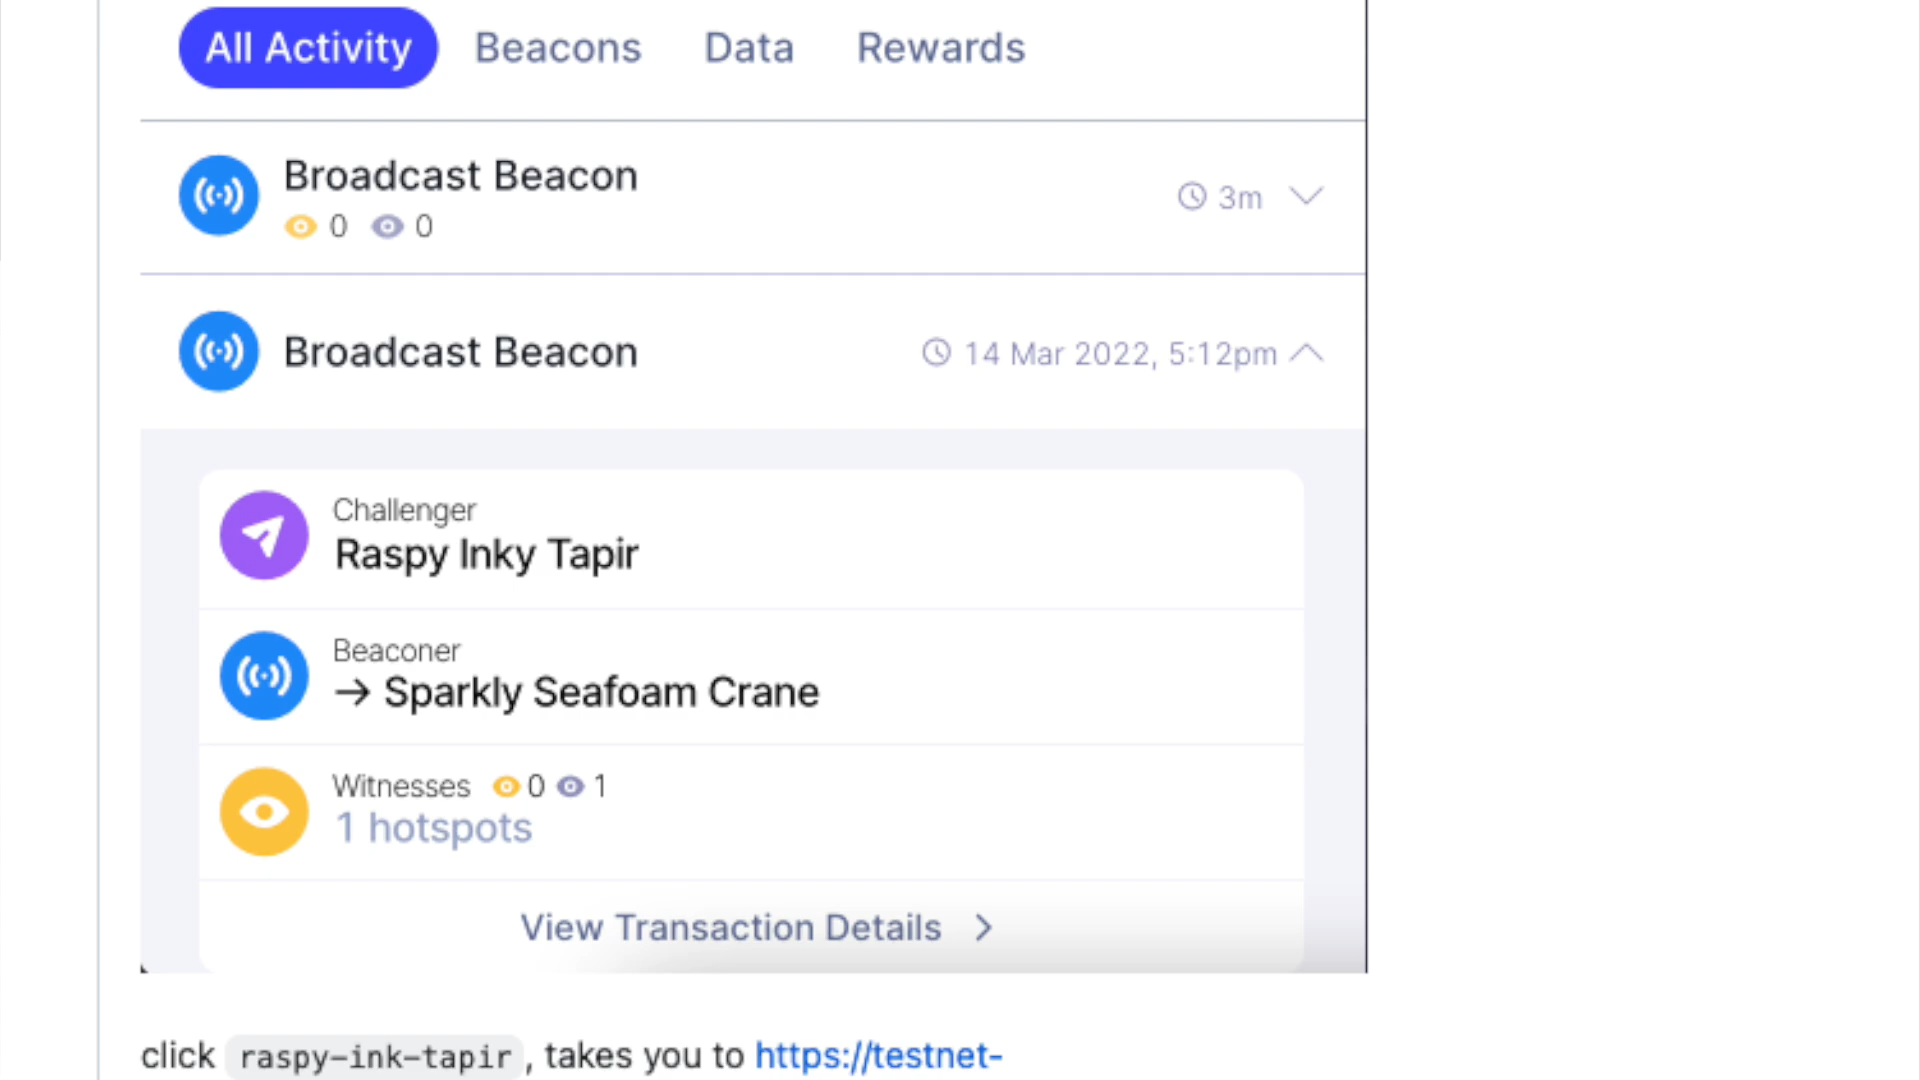 All Activity Beacons Data Rewards
Broadcast Beacon
3m
0 0
Broadcast Beacon
14 Mar 2022, 5:12pm
Challenger
Raspy Inky Tapir
Beaconer
→ Sparkly Seafoam Crane
Witnesses 0 1
1 hotspots
View Transaction Details >
click raspy-ink-tapir, takes you to https://testnet-